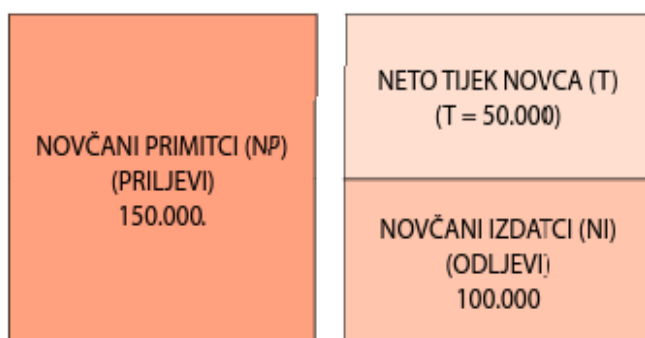 NOVČANI PRIMITCI (NP)
(PRILJEVI)
150.000.
NETO TIJEK NOVCA (T)
(T = 50.000)
NOVČANI IZDATCI (NI)
(ODLJEVI)
100.000